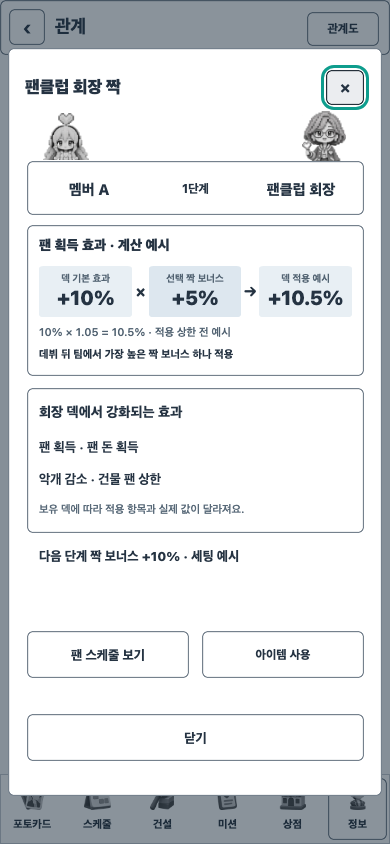 ‹ 관계 관계도
팬클럽 회장 짝 ×
멤버 A 1단계 팬클럽 회장
팬 획득 효과 · 계산 예시
덱 기본 효과 선택 짝 보너스 덱 적용 예시
+10% × +5% → +10.5%
10% × 1.05 = 10.5% · 적용 상한 전 예시
데뷔 뒤 팀에서 가장 높은 짝 보너스 하나 적용
회장 덱에서 강화되는 효과
팬 획득 · 팬 돈 획득
악개 감소 · 건물 팬 상한
보유 덱에 따라 적용 항목과 실제 값이 달라져요.
다음 단계 짝 보너스 +10% · 세팅 예시
팬 스케줄 보기 아이템 사용
닫기
포토카드 스케줄 건설 미션 상점 정보